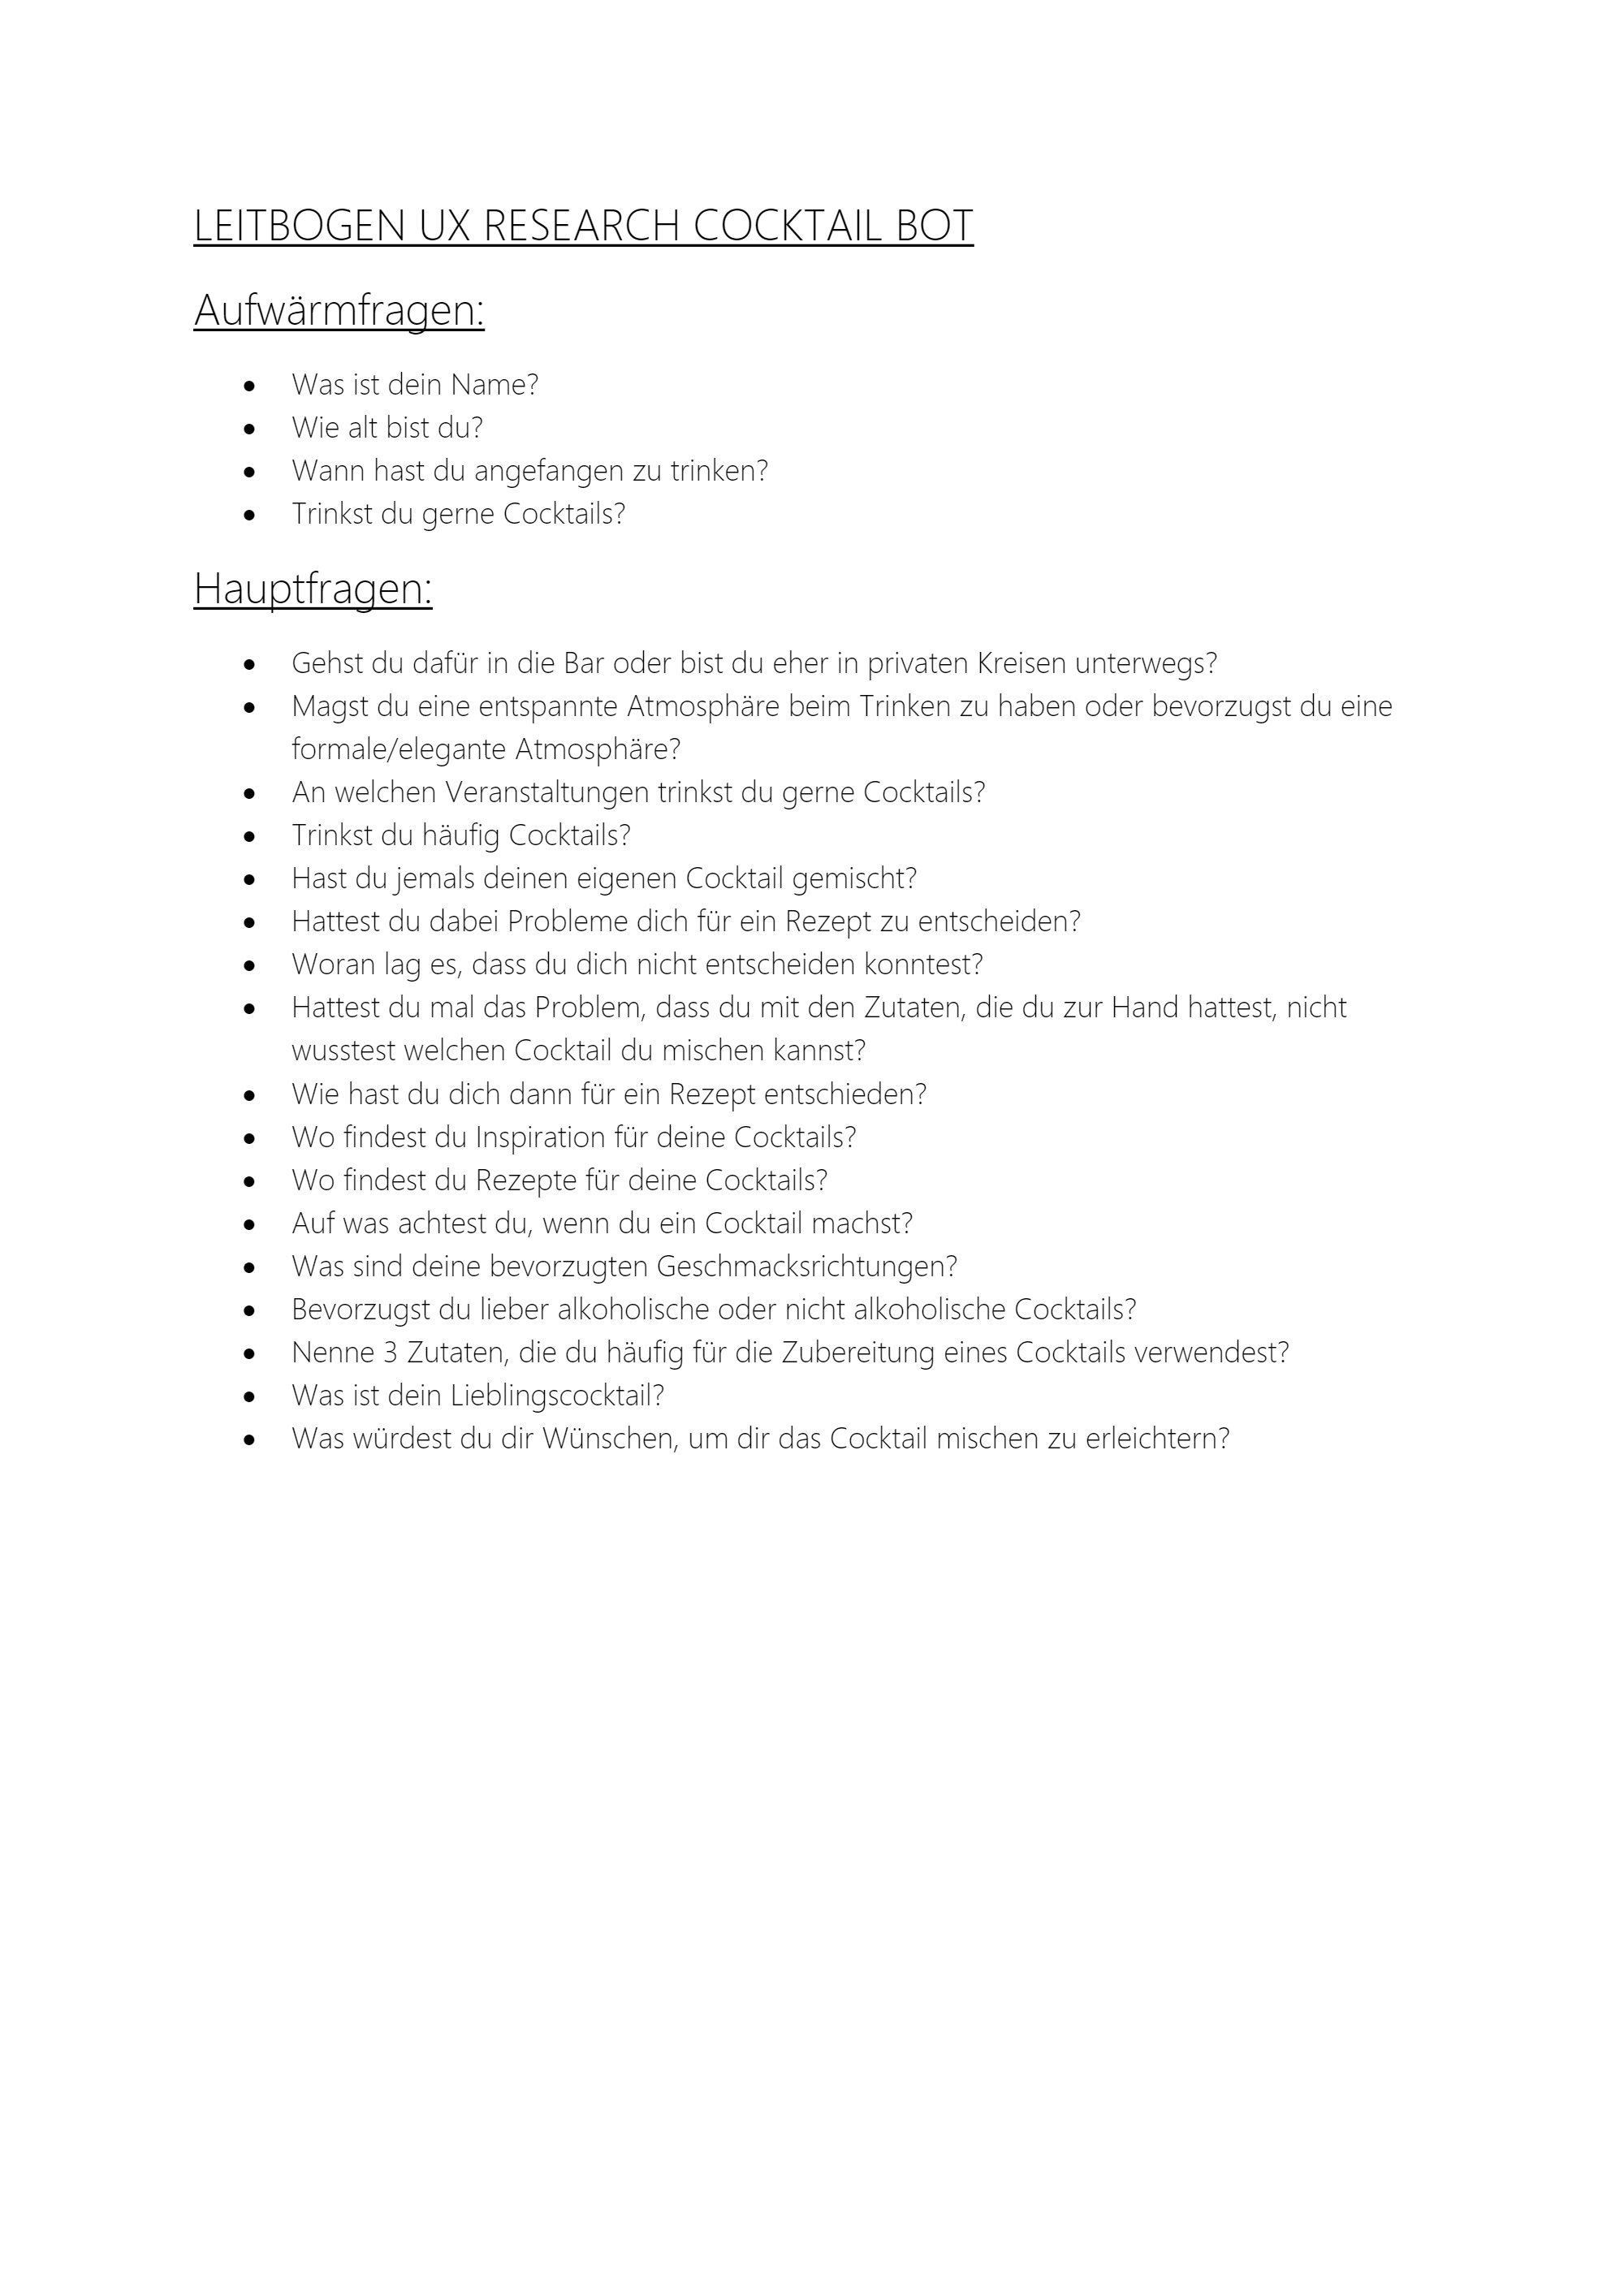 LEITBOGEN UX RESEARCH COCKTAIL BOT
Aufwärmfragen:
• Was ist dein Name?
• Wie alt bist du?
• Wann hast du angefangen zu trinken?
• Trinkst du gerne Cocktails?
Hauptfragen:
• Gehst du dafür in die Bar oder bist du eher in privaten Kreisen unterwegs?
• Magst du eine entspannte Atmosphäre beim Trinken zu haben oder bevorzugst du eine
formale/elegante Atmosphäre?
• An welchen Veranstaltungen trinkst du gerne Cocktails?
• Trinkst du häufig Cocktails?
• Hast du jemals deinen eigenen Cocktail gemischt?
• Hattest du dabei Probleme dich für ein Rezept zu entscheiden?
• Woran lag es, dass du dich nicht entscheiden konntest?
• Hattest du mal das Problem, dass du mit den Zutaten, die du zur Hand hattest, nicht
wusstest welchen Cocktail du mischen kannst?
• Wie hast du dich dann für ein Rezept entschieden?
• Wo findest du Inspiration für deine Cocktails?
• Wo findest du Rezepte für deine Cocktails?
• Auf was achtest du, wenn du ein Cocktail machst?
• Was sind deine bevorzugten Geschmacksrichtungen?
• Bevorzugst du lieber alkoholische oder nicht alkoholische Cocktails?
• Nenne 3 Zutaten, die du häufig für die Zubereitung eines Cocktails verwendest?
• Was ist dein Lieblingscocktail?
• Was würdest du dir Wünschen, um dir das Cocktail mischen zu erleichtern?